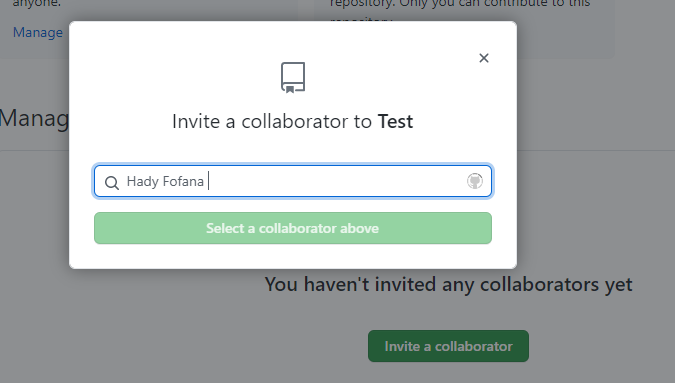 anyone.
repository. Only you can contribute to this
Manage
Invite a collaborator to Test
Manag
Hady Fofana
Select a collaborator above
You haven't invited any collaborators yet
Invite a collaborator